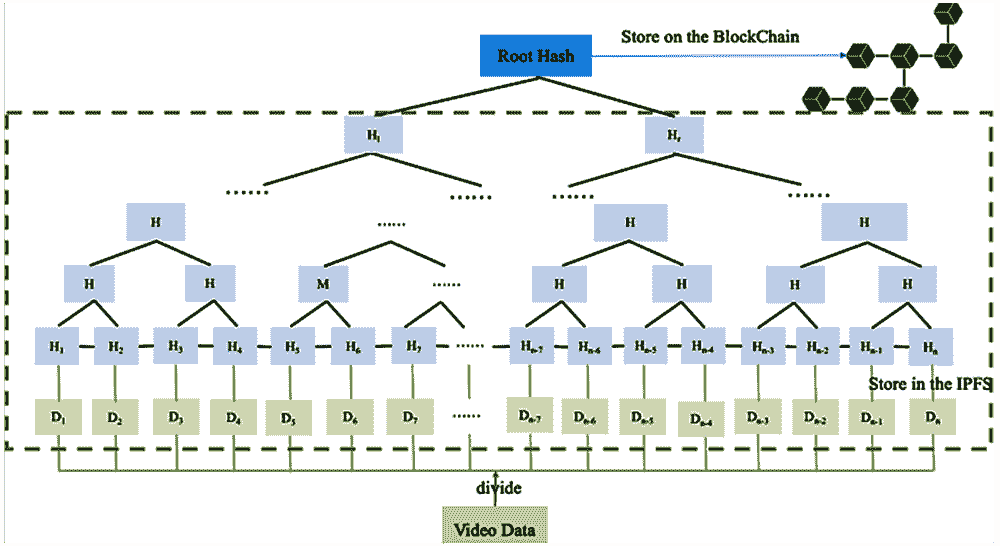 Store on the BlockChain
Root Hash
H₁ Hᵣ
...... ...... ...... ......
H ...... H H
H H M ...... H H H H
H₁ H₂ H₃ H₄ H₅ H₆ H₇ ...... Hₙ₋₇ Hₙ₋₆ Hₙ₋₅ Hₙ₋₄ Hₙ₋₃ Hₙ₋₂ Hₙ₋₁ Hₙ
Store in the IPFS
D₁ D₂ D₃ D₄ D₅ D₆ D₇ ...... Dₙ₋₇ Dₙ₋₆ Dₙ₋₅ Dₙ₋₄ Dₙ₋₃ Dₙ₋₂ Dₙ₋₁ Dₙ
divide
Video Data